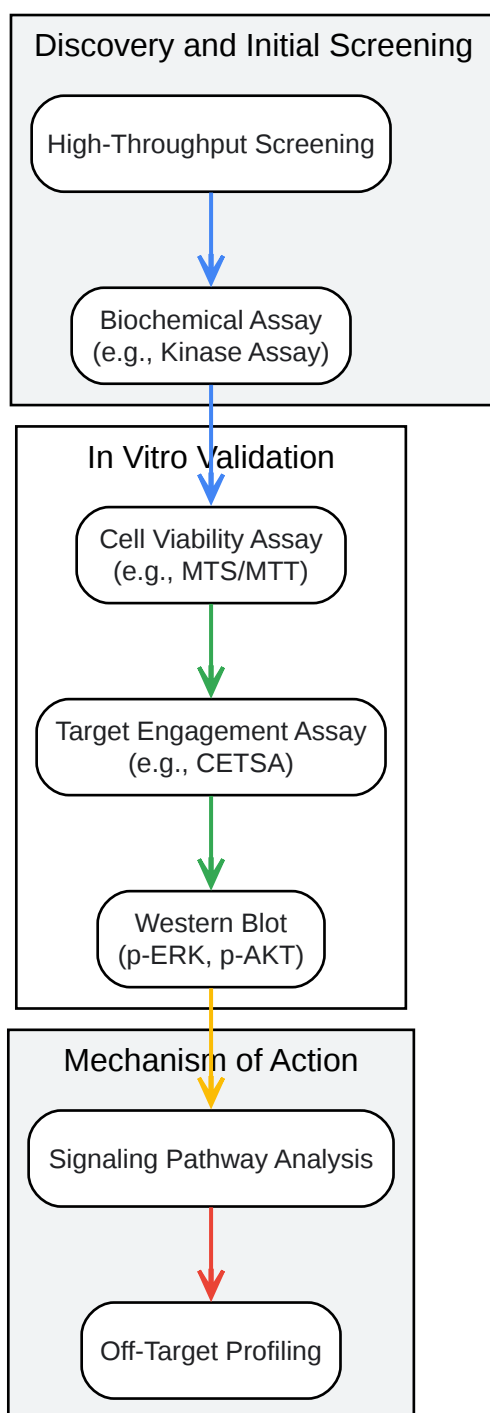 Discovery and Initial Screening
High-Throughput Screening
Biochemical Assay
(e.g., Kinase Assay)
In Vitro Validation
Cell Viability Assay
(e.g., MTS/MTT)
Target Engagement Assay
(e.g., CETSA)
Western Blot
(p-ERK, p-AKT)
Mechanism of Action
Signaling Pathway Analysis
Off-Target Profiling